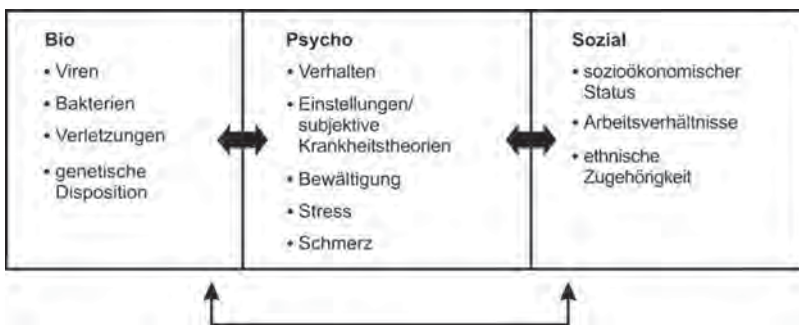 Bio
• Viren
• Bakterien
• Verletzungen
• genetische
Disposition
Psycho
• Verhalten
• Einstellungen/
subjektive
Krankheitstheorien
• Bewältigung
• Stress
• Schmerz
Sozial
• sozioökonomischer
Status
• Arbeitsverhältnisse
• ethnische
Zugehörigkeit